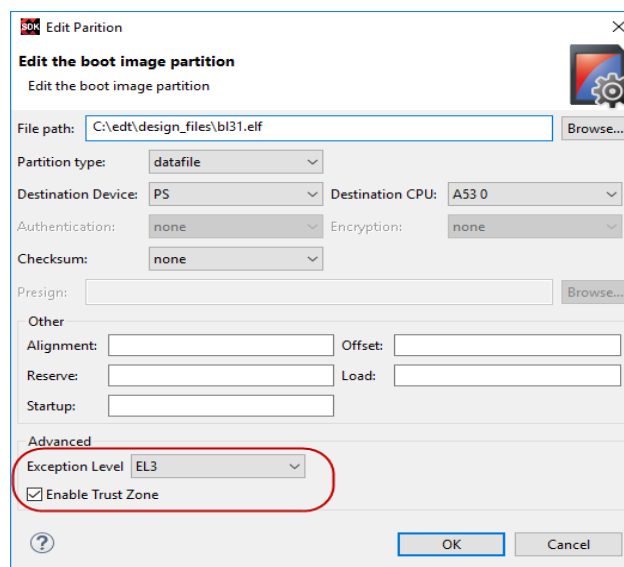 SDK Edit Parition
Edit the boot image partition
Edit the boot image partition
File path: C:\edt\design_files\bl31.elf Browse...
Partition type: datafile
Destination Device: PS Destination CPU: A53 0
Authentication: none Encryption: none
Checksum: none
Presign: Browse...
Other
Alignment: Offset:
Reserve: Load:
Startup:
Advanced
Exception Level EL3
Enable Trust Zone
? OK Cancel